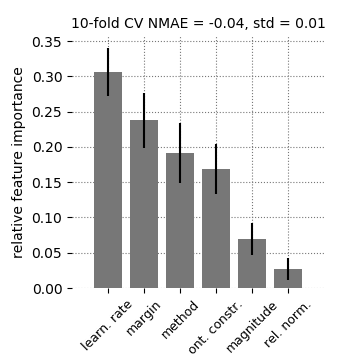 10-fold CV NMAE = -0.04, std = 0.01
relative feature importance
0.35
0.30
0.25
0.20
0.15
0.10
0.05
0.00
learn. rate
margin
method
ont. constr.
magnitude
rel. norm.